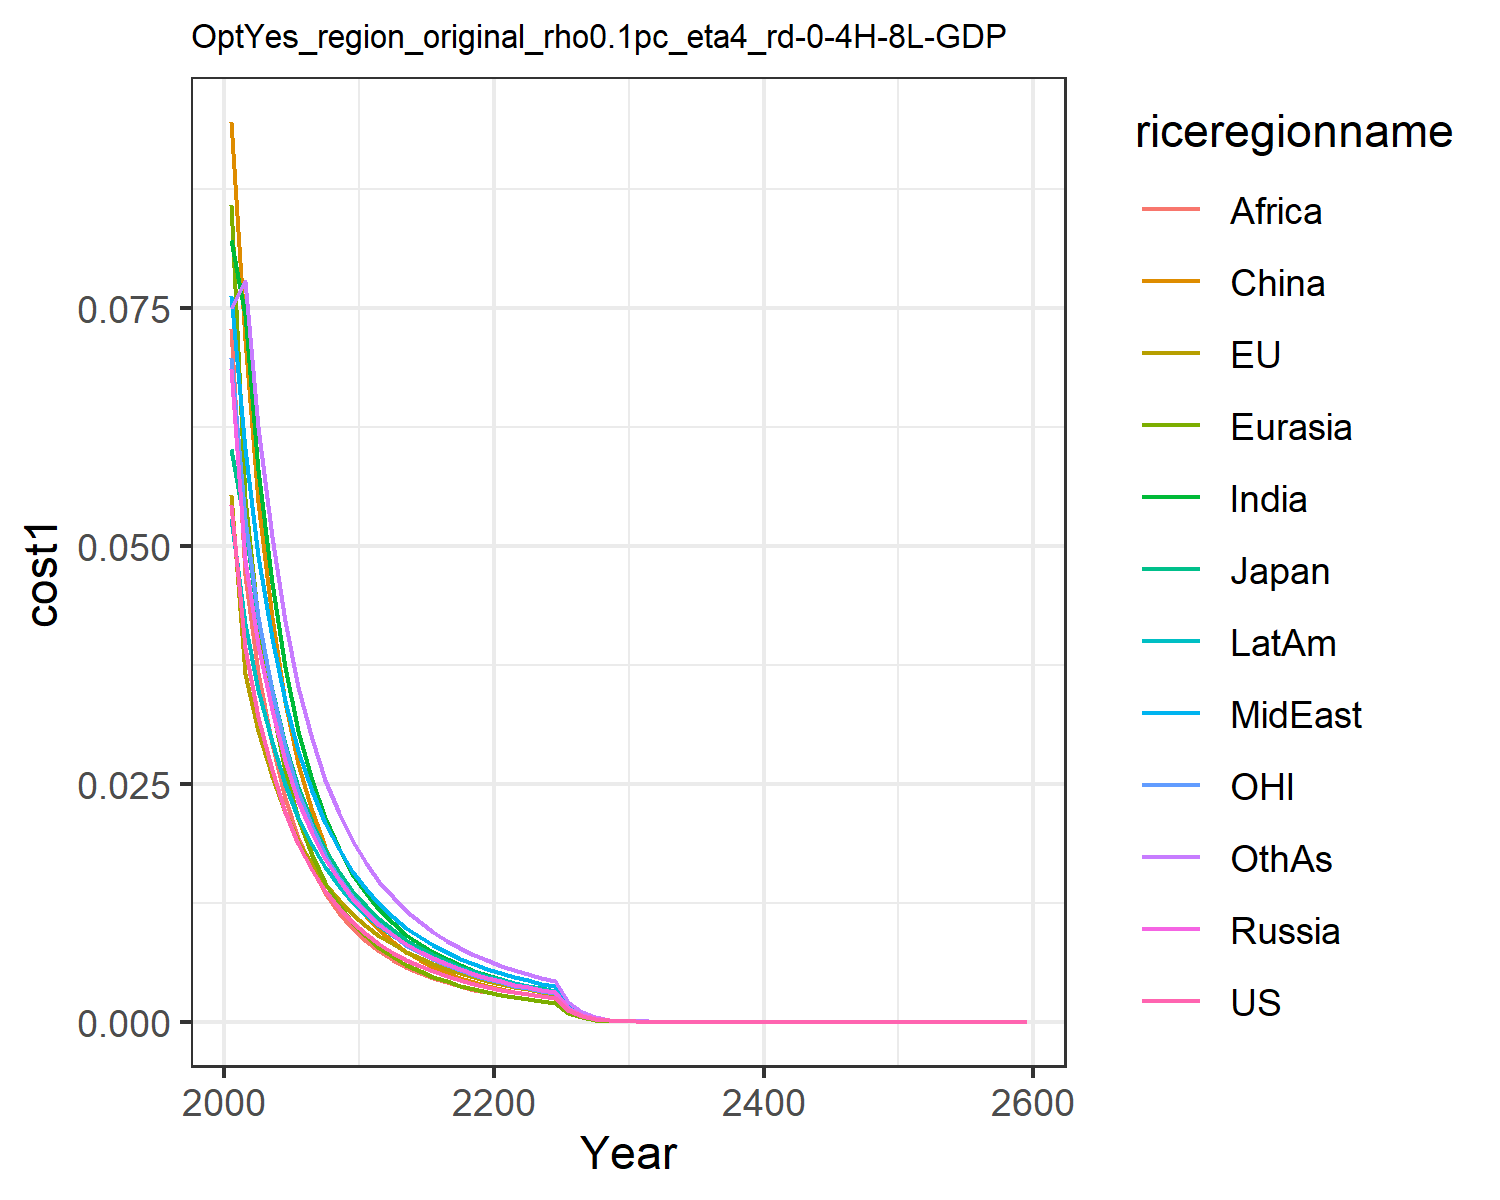 OptYes_region_original_rho0.1pc_eta4_rd-0-4H-8L-GDP
cost1
0.075
0.050
0.025
0.000
2000
2200
2400
2600
Year
riceregionname
Africa
China
EU
Eurasia
India
Japan
LatAm
MidEast
OHI
OthAs
Russia
US